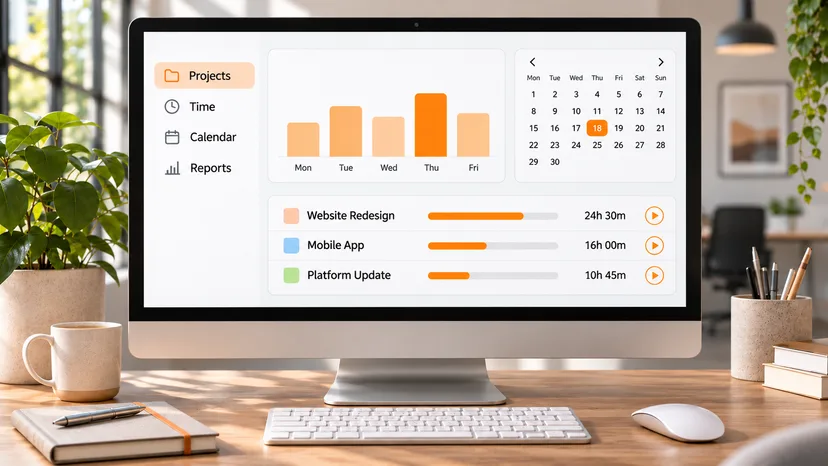 Projects
Time
Calendar
Reports
Mon Tue Wed Thu Fri
Mon Tue Wed Thu Fri Sat Sun
1 2 3 4 5 6 7
8 9 10 11 12 13 14
15 16 17 18 19 20 21
22 23 24 25 26 27 28
29 30
Website Redesign 24h 30m
Mobile App 16h 00m
Platform Update 10h 45m